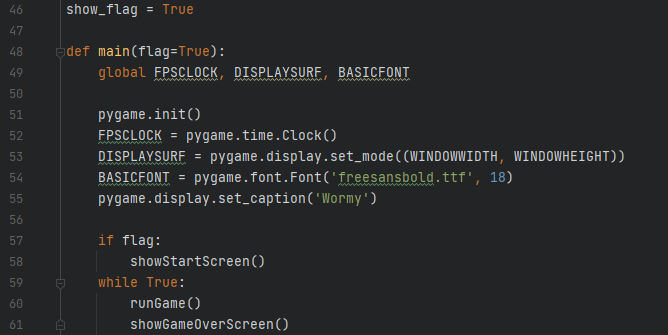 46 show_flag = True
47
48 def main(flag=True):
49     global FPSCLOCK, DISPLAYSURF, BASICFONT
50
51     pygame.init()
52     FPSCLOCK = pygame.time.Clock()
53     DISPLAYSURF = pygame.display.set_mode((WINDOWWIDTH, WINDOWHEIGHT))
54     BASICFONT = pygame.font.Font('freesansbold.ttf', 18)
55     pygame.display.set_caption('Wormy')
56
57     if flag:
58         showStartScreen()
59     while True:
60         runGame()
61         showGameOverScreen()